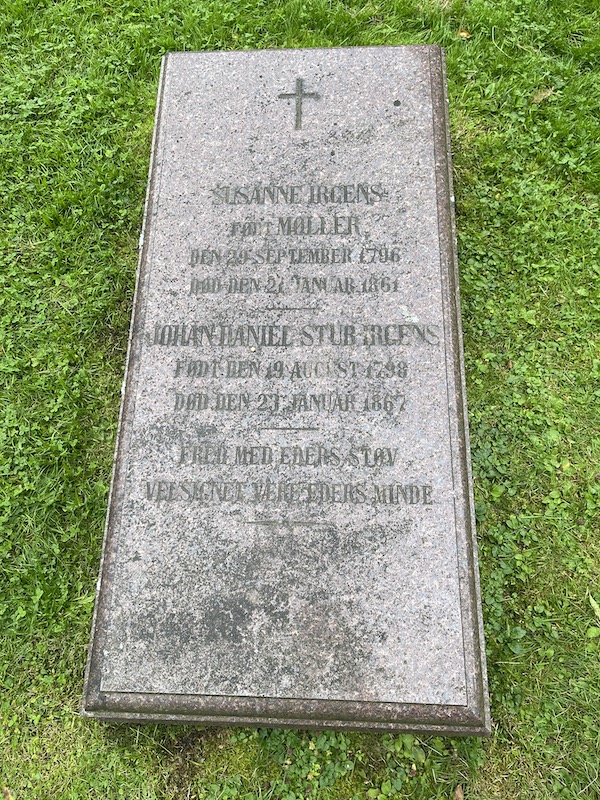 SUSANNE IRGENS
FØDT MØLLER
DEN 29 SEPTEMBER 1796
DØD DEN 21 JANUAR 1861
JOHAN DANIEL STUB IRGENS
FØDT DEN 19 AUGUST 1798
DØD DEN 23 JANUAR 1867
FRED MED EDERS STØV
VELSIGNET VÆRE EDERS MINDE